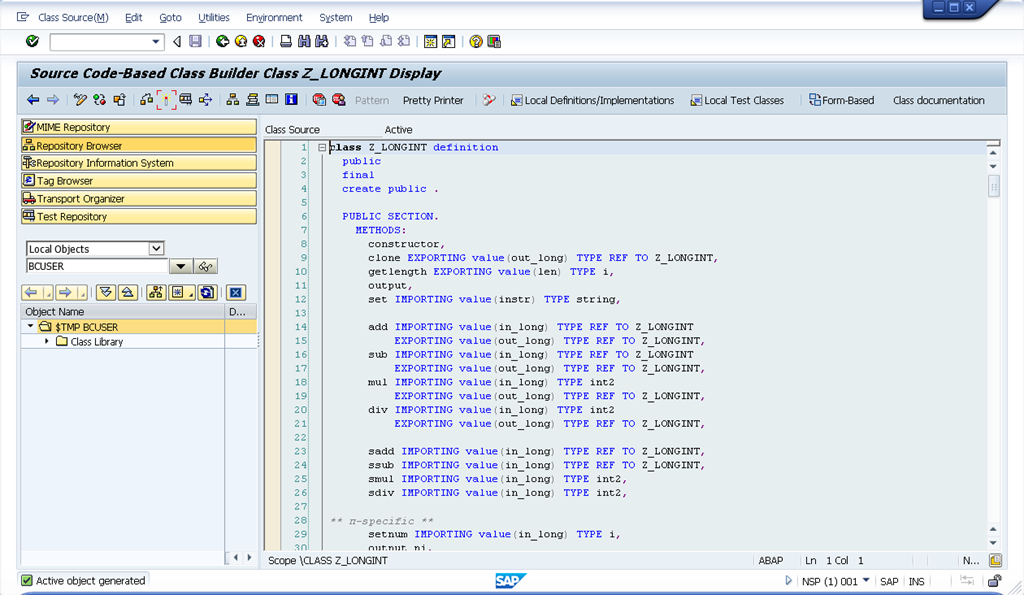 Class Source(M) Edit Goto Utilities Environment System Help
Source Code-Based Class Builder Class Z_LONGINT Display
Pattern Pretty Printer Local Definitions/Implementations Local Test Classes Form-Based Class documentation
MIME Repository
Repository Browser
Repository Information System
Tag Browser
Transport Organizer
Test Repository
Local Objects
BCUSER
Object Name D...
$TMP BCUSER
Class Library
Class Source Active
1 class Z_LONGINT definition
2 public
3 final
4 create public .
5
6 PUBLIC SECTION.
7 METHODS:
8 constructor,
9 clone EXPORTING value(out_long) TYPE REF TO Z_LONGINT,
10 getlength EXPORTING value(len) TYPE i,
11 output,
12 set IMPORTING value(instr) TYPE string,
13
14 add IMPORTING value(in_long) TYPE REF TO Z_LONGINT
15 EXPORTING value(out_long) TYPE REF TO Z_LONGINT,
16 sub IMPORTING value(in_long) TYPE REF TO Z_LONGINT
17 EXPORTING value(out_long) TYPE REF TO Z_LONGINT,
18 mul IMPORTING value(in_long) TYPE int2
19 EXPORTING value(out_long) TYPE REF TO Z_LONGINT,
20 div IMPORTING value(in_long) TYPE int2
21 EXPORTING value(out_long) TYPE REF TO Z_LONGINT,
22
23 sadd IMPORTING value(in_long) TYPE REF TO Z_LONGINT,
24 ssub IMPORTING value(in_long) TYPE REF TO Z_LONGINT,
25 smul IMPORTING value(in_long) TYPE int2,
26 sdiv IMPORTING value(in_long) TYPE int2,
27
28 ** π-specific **
29 setnum IMPORTING value(in_long) TYPE i,
30 output_pi,
Scope \CLASS Z_LONGINT ABAP Ln 1 Col 1 N...
Active object generated SAP NSP (1) 001 SAP INS